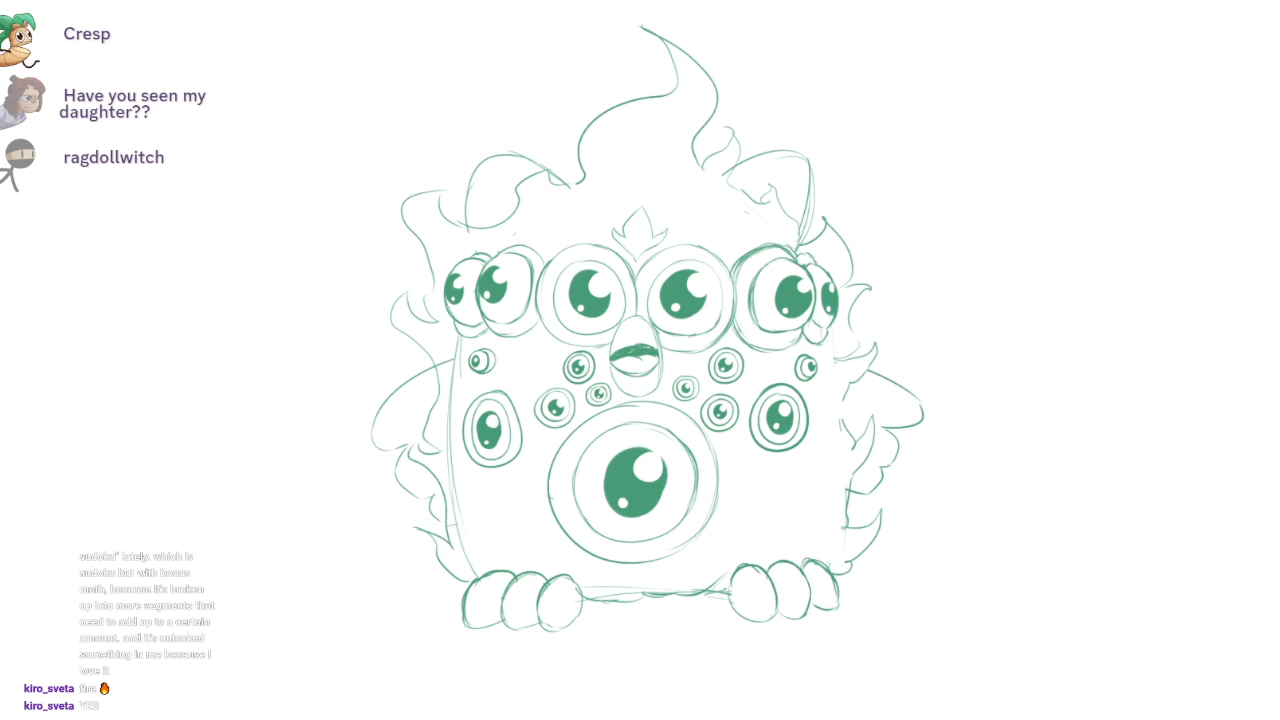 Cresp
Have you seen my
daughter??
ragdollwitch
sudoku" lately, which is
sudoku but with bonus
math, because it's broken
up into more segments that
need to add up to a certain
amount. and it's unlocked
something in me because I
love it
kiro_sveta fire 🔥
kiro_sveta YES